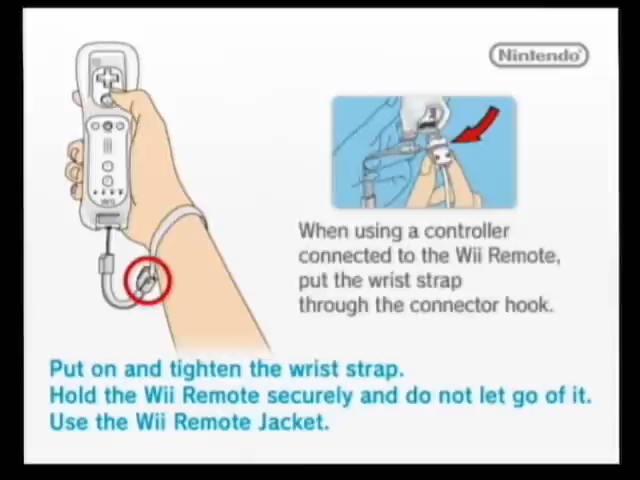 Nintendo
When using a controller
connected to the Wii Remote,
put the wrist strap
through the connector hook.
Put on and tighten the wrist strap.
Hold the Wii Remote securely and do not let go of it.
Use the Wii Remote Jacket.